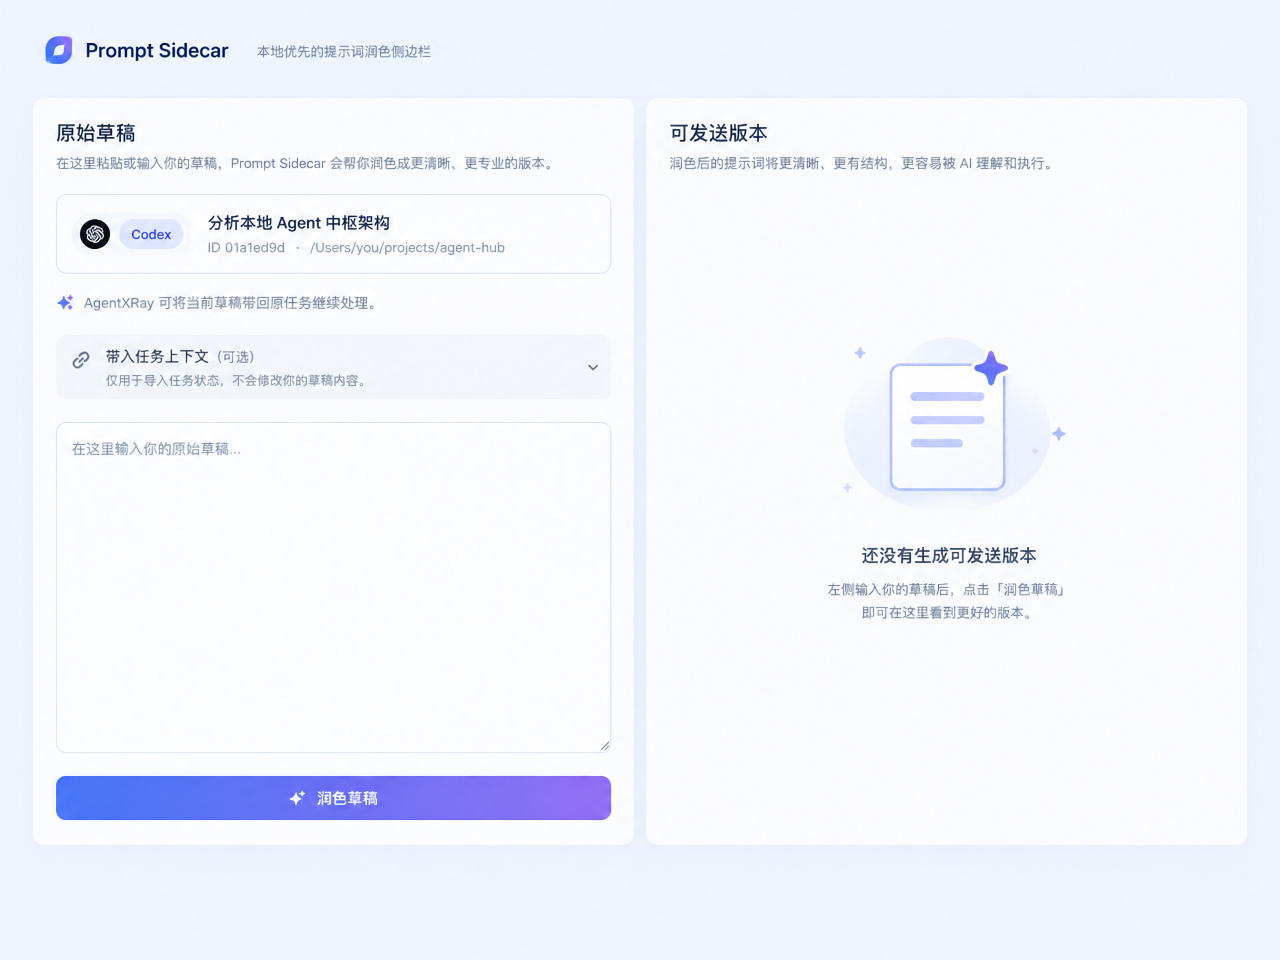 Prompt Sidecar
本地优先的提示词润色侧边栏
原始草稿
在这里粘贴或输入你的草稿，Prompt Sidecar 会帮你润色成更清晰、更专业的版本。
Codex
分析本地 Agent 中枢架构
ID 01a1ed9d · /Users/you/projects/agent-hub
AgentXRay 可将当前草稿带回原任务继续处理。
带入任务上下文（可选）
仅用于导入任务状态，不会修改你的草稿内容。
在这里输入你的原始草稿...
润色草稿
可发送版本
润色后的提示词将更清晰、更有结构，更容易被 AI 理解和执行。
还没有生成可发送版本
左侧输入你的草稿后，点击「润色草稿」
即可在这里看到更好的版本。